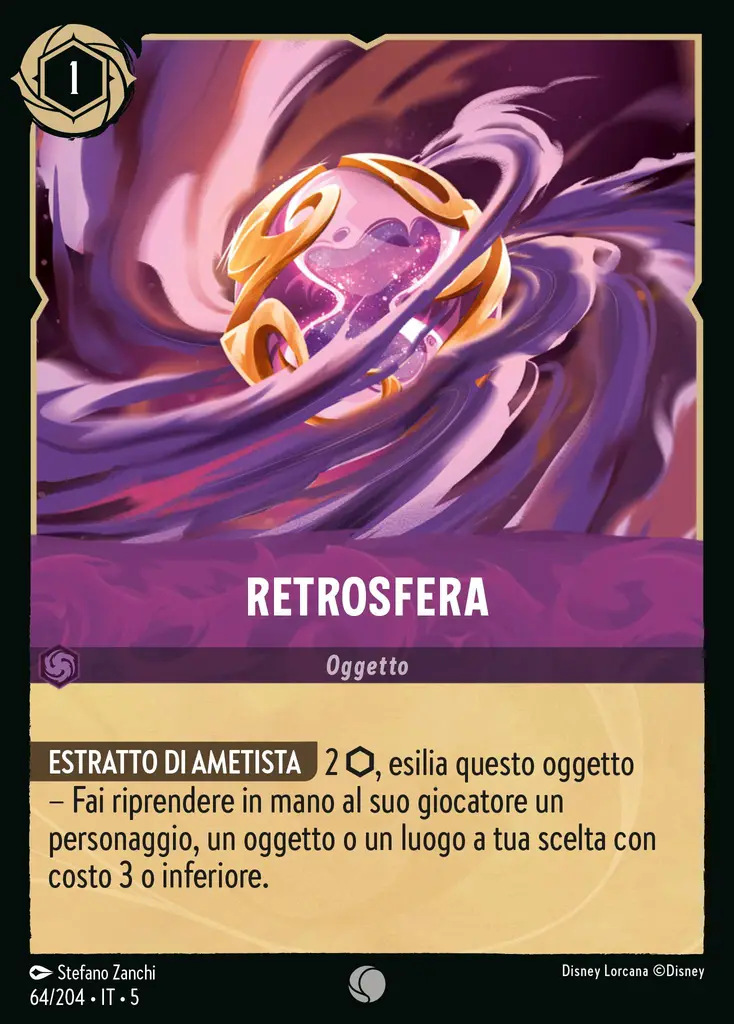 1
RETROSFERA
Oggetto
ESTRATTO DI AMETISTA 2 ⬡, esilia questo oggetto
– Fai riprendere in mano al suo giocatore un
personaggio, un oggetto o un luogo a tua scelta con
costo 3 o inferiore.
Stefano Zanchi
Disney Lorcana ©Disney
64/204 • IT • 5